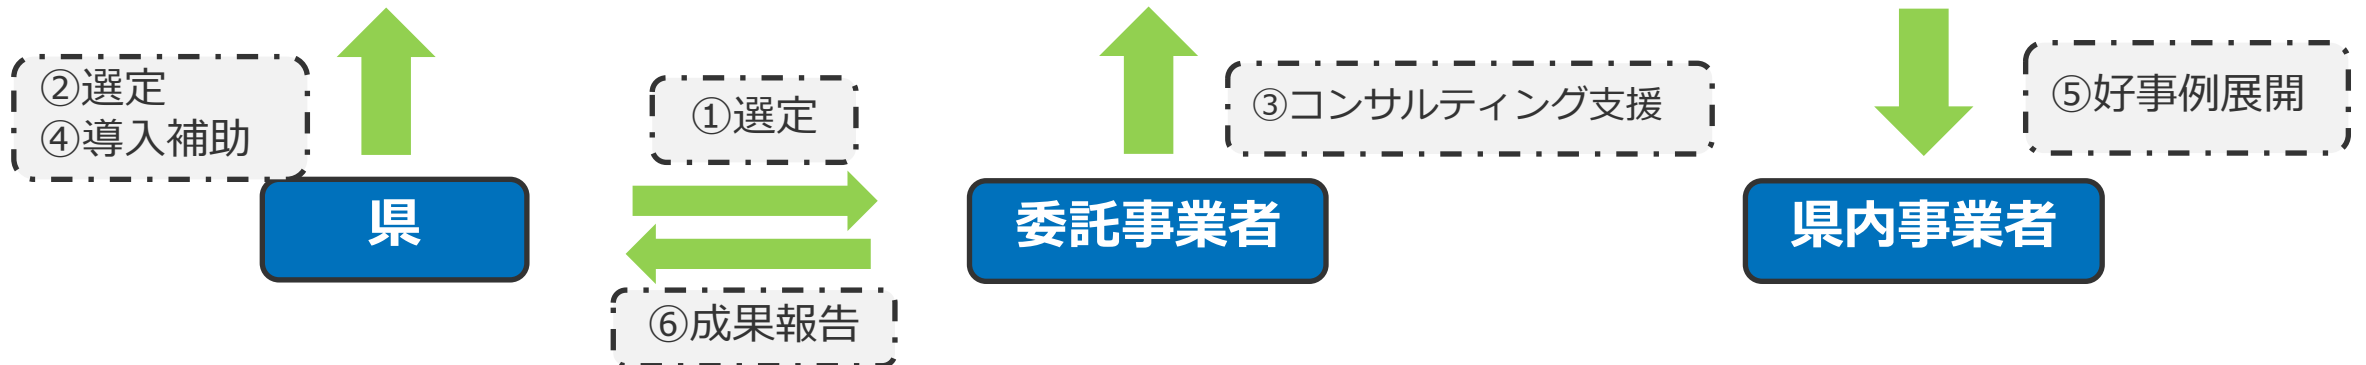 ②選定
④導入補助
①選定
③コンサルティング支援
⑤好事例展開
県
委託事業者
県内事業者
⑥成果報告